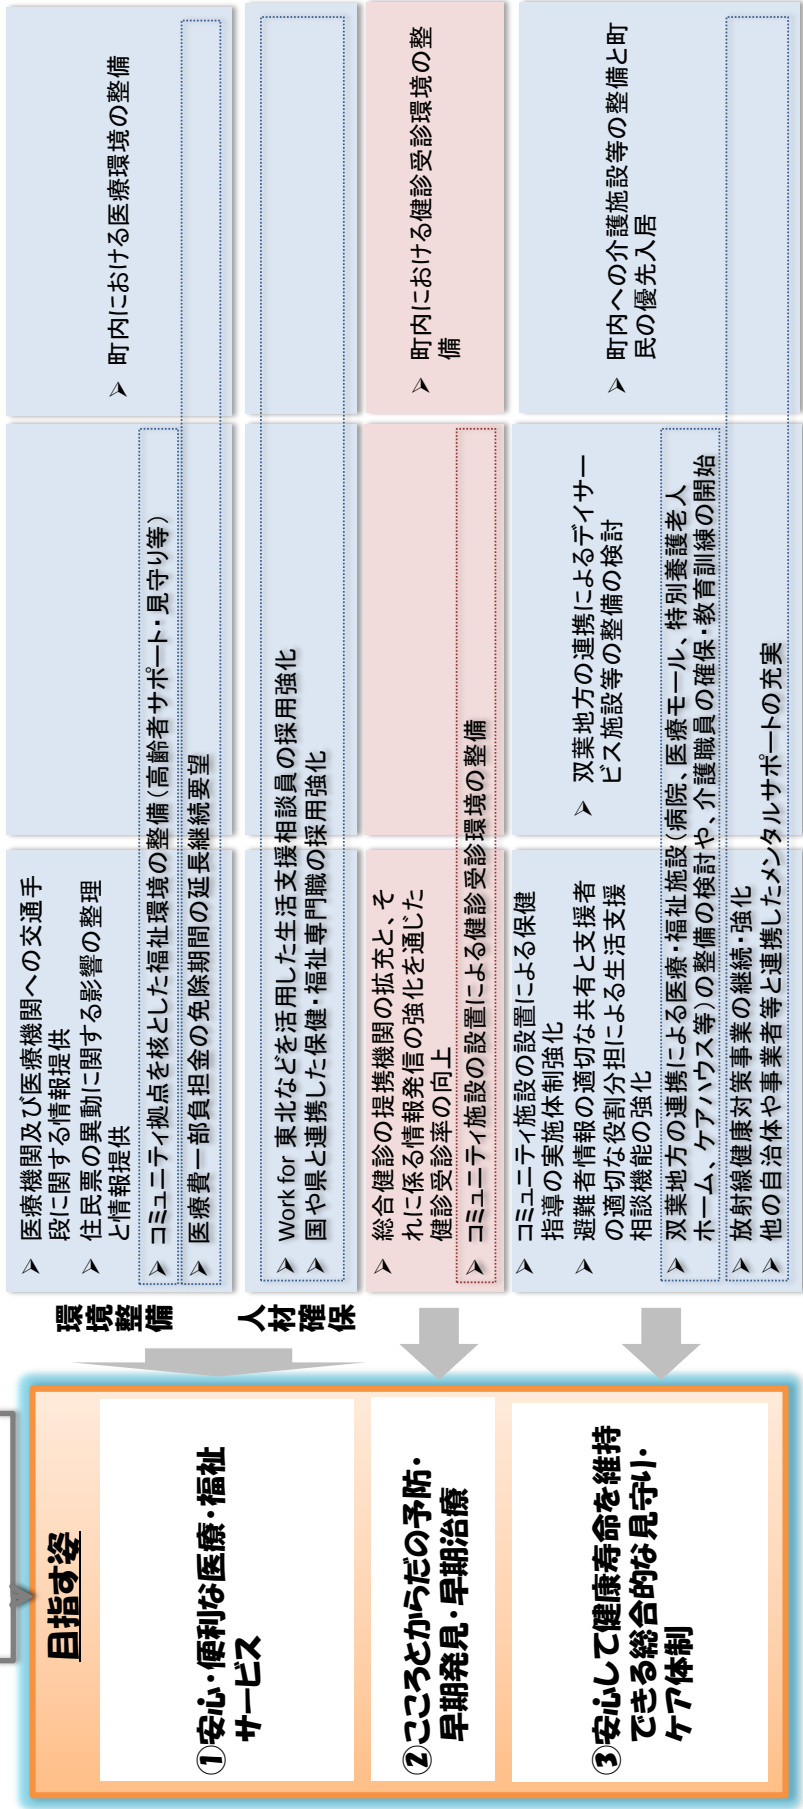 目指す姿
①安心・便利な医療・福祉
サービス
②こころとからだの予防・
早期発見・早期治療
③安心して健康寿命を維持
できる総合的な見守り・
ケア体制
環境
整備
人材
確保
➢ 医療機関及び医療機関への交通手
段に関する情報提供
➢ 住民票の異動に関する影響の整理
と情報提供
➢ コミュニティ拠点を核とした福祉環境の整備(高齢者サポート・見守り等)
➢ 医療費一部負担金の免除期間の延長継続要望
➢ 町内における医療環境の整備
➢ Work for 東北などを活用した生活支援相談員の採用強化
➢ 国や県と連携した保健・福祉専門職の採用強化
➢ 総合健診の提携機関の拡充と、そ
れに係る情報発信の強化を通じた
健診受診率の向上
➢ コミュニティ施設の設置による健診受診環境の整備
➢ 町内における健診受診環境の整
備
➢ コミュニティ施設の設置による保健
指導の実施体制強化
➢ 避難者情報の適切な共有と支援者
の適切な役割分担による生活支援
相談機能の強化
➢ 双葉地方の連携によるデイサー
ビス施設等の整備の検討
➢ 双葉地方の連携による医療・福祉施設(病院、医療モール、特別養護老人
ホーム、ケアハウス等)の整備の検討や、介護職員の確保・教育訓練の開始
➢ 放射線健康対策事業の継続・強化
➢ 他の自治体や事業者等と連携したメンタルサポートの充実
➢ 町内への介護施設等の整備と町
民の優先入居